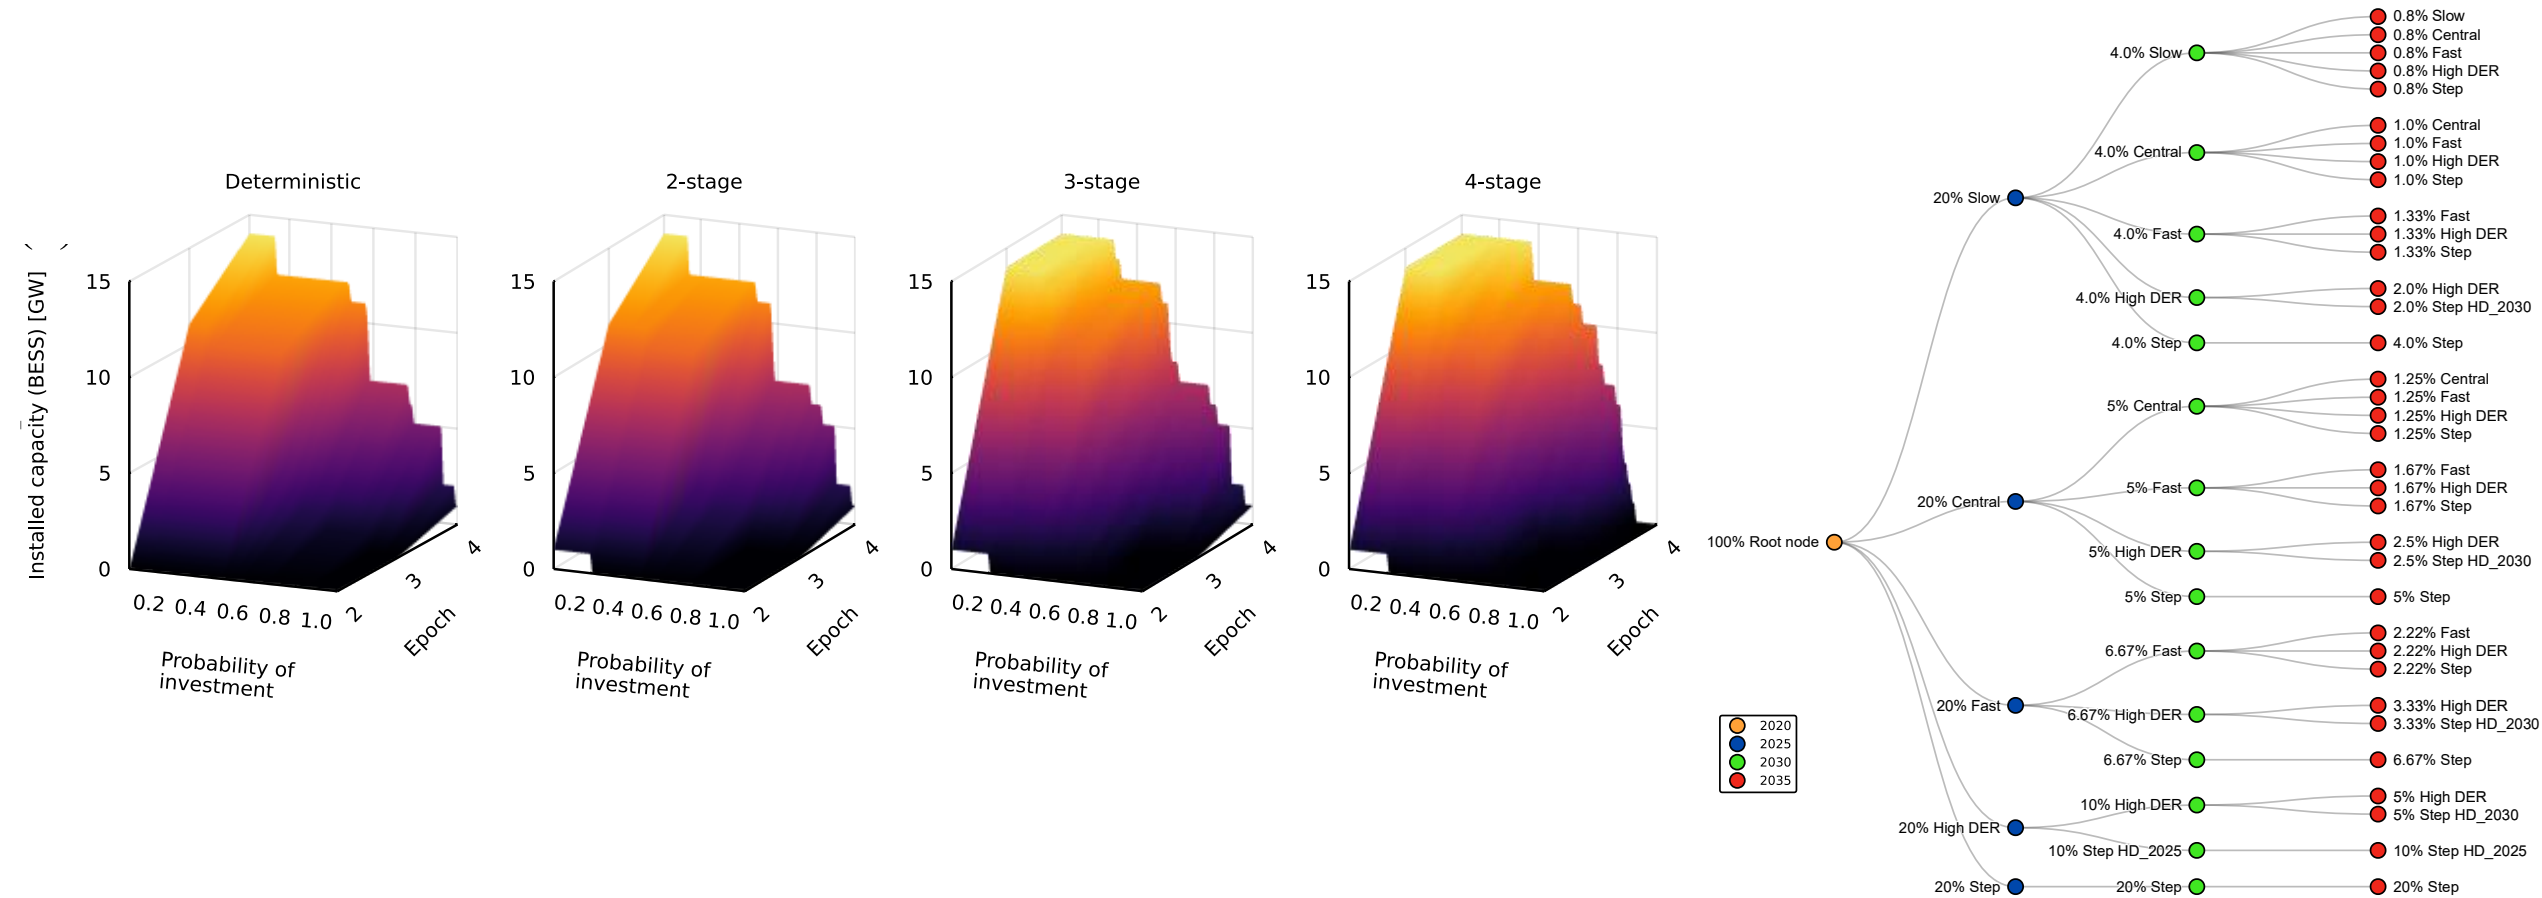 Deterministic
2-stage
3-stage
4-stage
Installed capacity (BESS) [GW]
15
10
5
0
0.2 0.4 0.6 0.8 1.0
2
3
4
Probability of
investment
Epoch
15
10
5
0
0.2 0.4 0.6 0.8 1.0
2
3
4
Probability of
investment
Epoch
15
10
5
0
0.2 0.4 0.6 0.8 1.0
2
3
4
Probability of
investment
Epoch
15
10
5
0
0.2 0.4 0.6 0.8 1.0
2
3
4
Probability of
investment
Epoch
100% Root node
20% Slow
20% Central
20% Fast
20% High DER
20% Step
4.0% Slow
4.0% Central
4.0% Fast
4.0% High DER
4.0% Step
5% Central
5% Fast
5% High DER
5% Step
6.67% Fast
6.67% High DER
6.67% Step
10% High DER
10% Step HD_2025
20% Step
0.8% Slow
0.8% Central
0.8% Fast
0.8% High DER
0.8% Step
1.0% Central
1.0% Fast
1.0% High DER
1.0% Step
1.33% Fast
1.33% High DER
1.33% Step
2.0% High DER
2.0% Step HD_2030
4.0% Step
1.25% Central
1.25% Fast
1.25% High DER
1.25% Step
1.67% Fast
1.67% High DER
1.67% Step
2.5% High DER
2.5% Step HD_2030
5% Step
2.22% Fast
2.22% High DER
2.22% Step
3.33% High DER
3.33% Step HD_2030
6.67% Step
5% High DER
5% Step HD_2030
10% Step HD_2025
20% Step
2020
2025
2030
2035